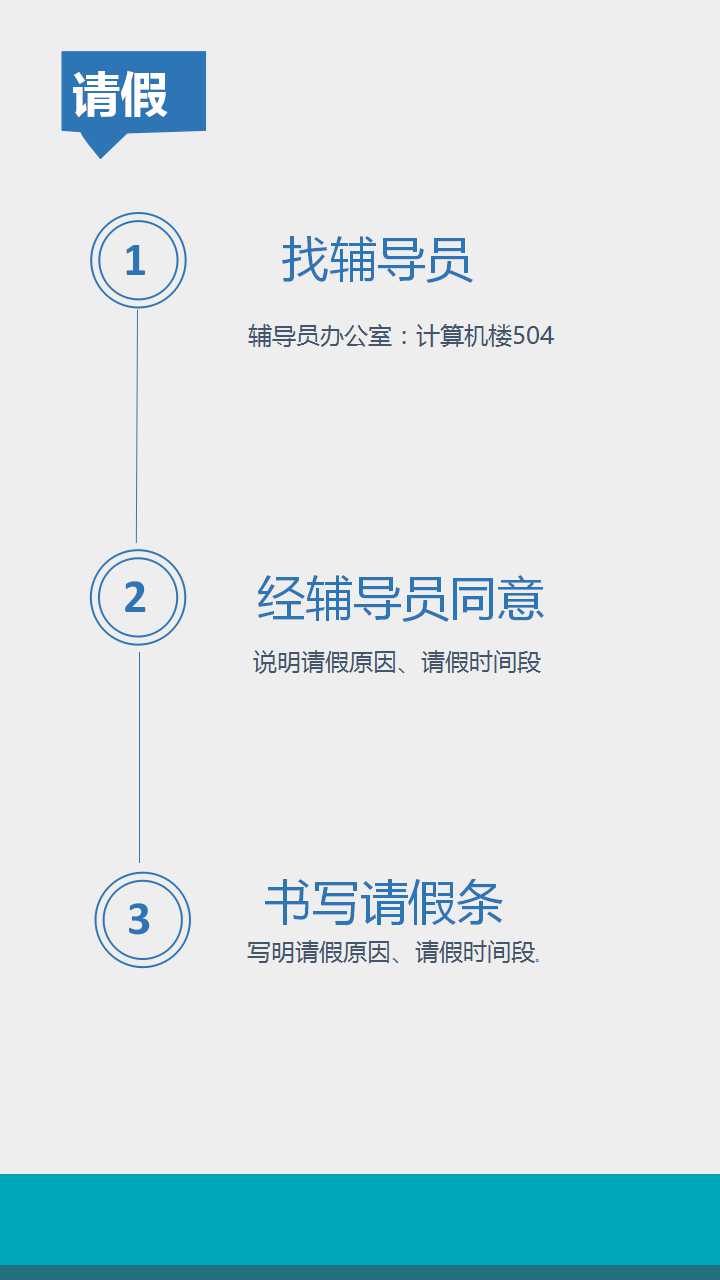 请假
1
找辅导员
辅导员办公室：计算机楼504
2
经辅导员同意
说明请假原因、请假时间段
3
书写请假条
写明请假原因、请假时间段.